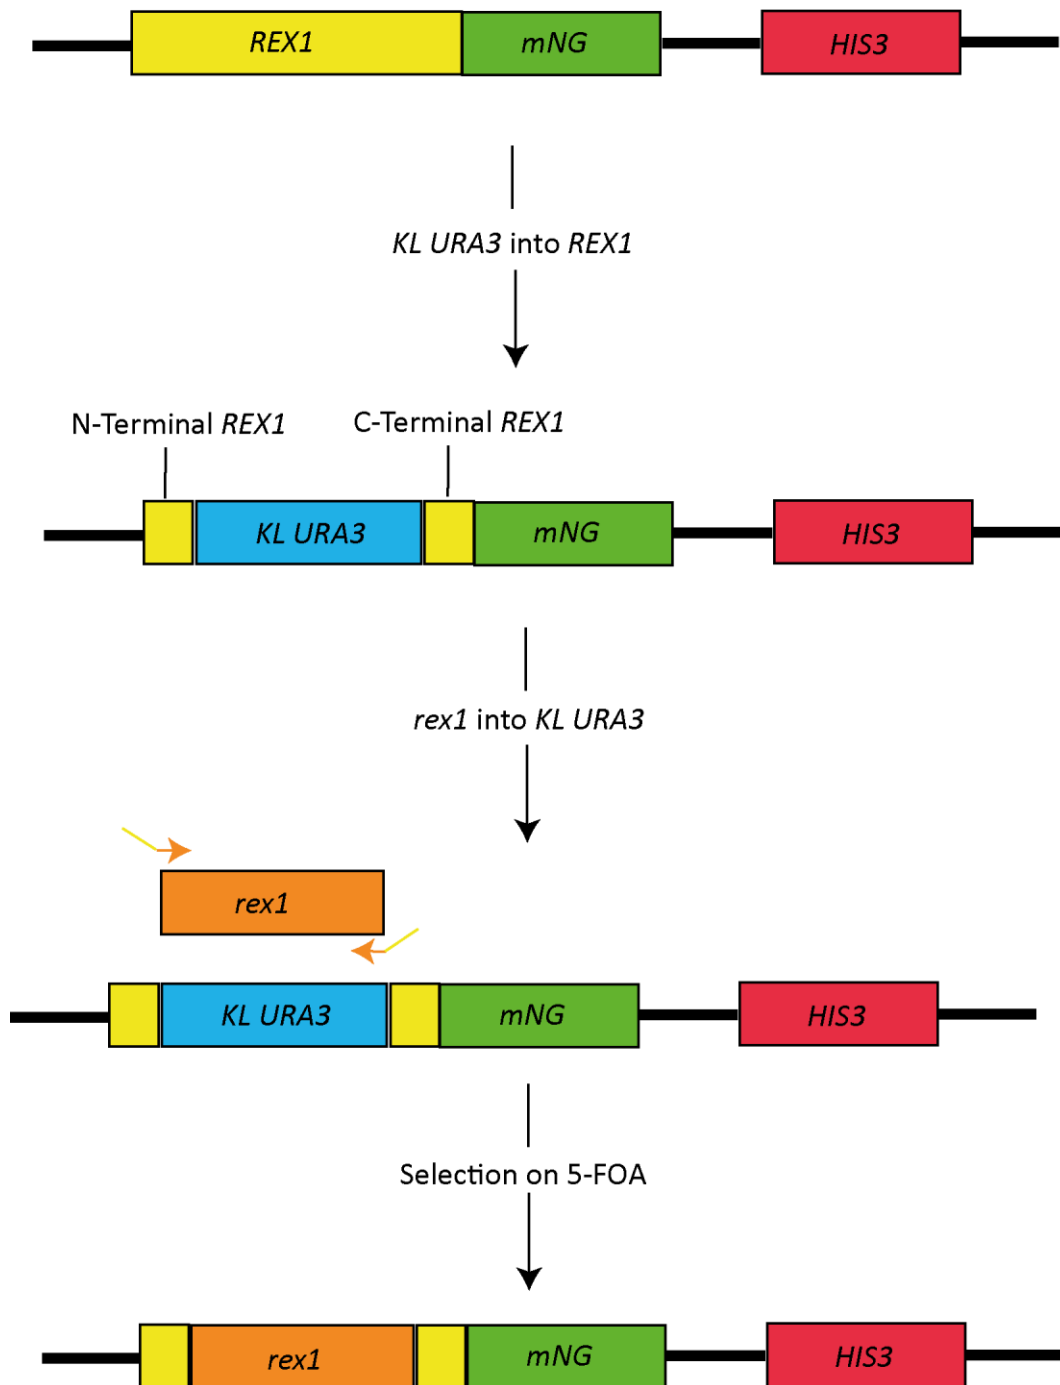 REX1 mNG HIS3
KL URA3 into REX1
N-Terminal REX1 C-Terminal REX1
KL URA3 mNG HIS3
rex1 into KL URA3
rex1
KL URA3 mNG HIS3
Selection on 5-FOA
rex1 mNG HIS3